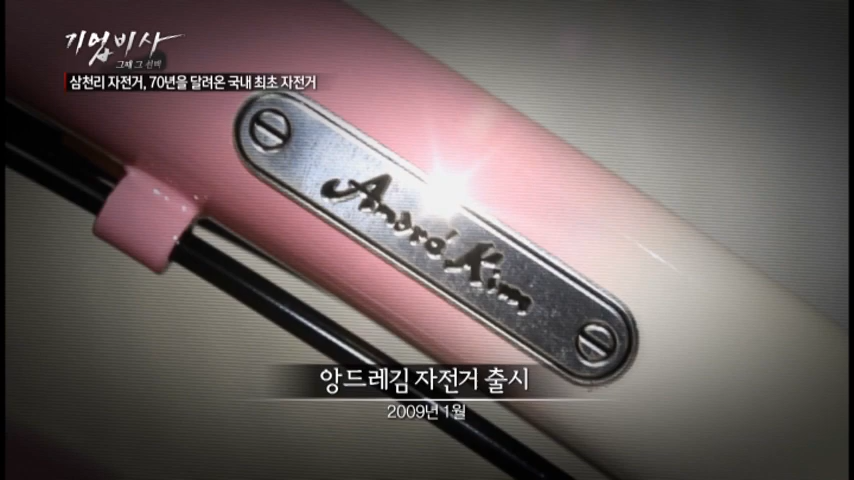 기업비사
그때 그 선택
삼천리 자전거, 70년을 달려온 국내 최초 자전거
André Kim
앙드레김 자전거 출시
2009년 1월